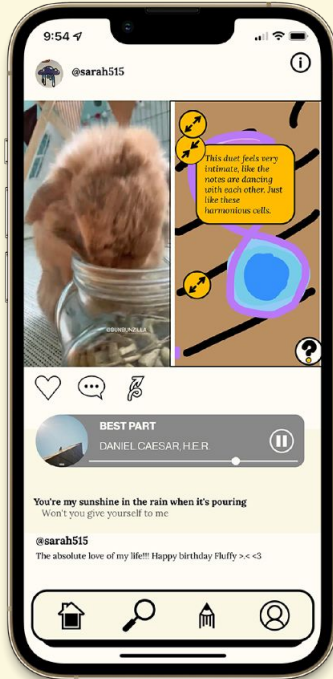 9:54
@sarah515
This duet feels very
intimate, like the
notes are dancing
with each other. Just
like these
harmonious cells.
@BUNBUNZILLA
?
BEST PART
DANIEL CAESAR, H.E.R
You're my sunshine in the rain when it's pouring
Won't you give yourself to me
@sarah515
The absolute love of my life!!! Happy birthday Fluffy >.< <3